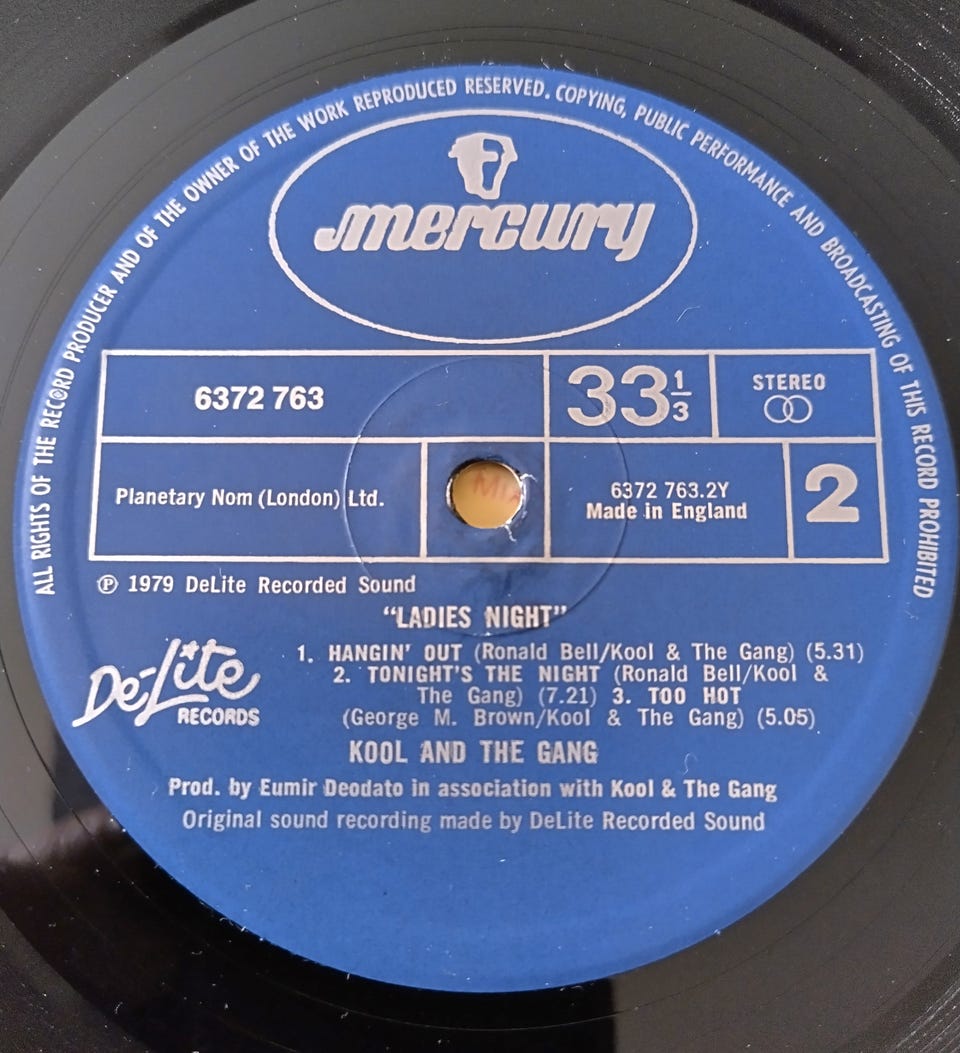 ALL RIGHTS OF THE RECORD PRODUCER AND OF THE OWNER OF THE WORK REPRODUCED RESERVED. COPYING, PUBLIC PERFORMANCE AND BROADCASTING OF THIS RECORD PROHIBITED
mercury
6372 763
33 1/3
STEREO
Planetary Nom (London) Ltd.
6372 763.2Y
Made in England
2
℗ 1979 DeLite Recorded Sound
"LADIES NIGHT"
1. HANGIN' OUT (Ronald Bell/Kool & The Gang) (5.31)
2. TONIGHT'S THE NIGHT (Ronald Bell/Kool &
The Gang) (7.21) 3. TOO HOT
(George M. Brown/Kool & The Gang) (5.05)
De-Lite
RECORDS
KOOL AND THE GANG
Prod. by Eumir Deodato in association with Kool & The Gang
Original sound recording made by DeLite Recorded Sound